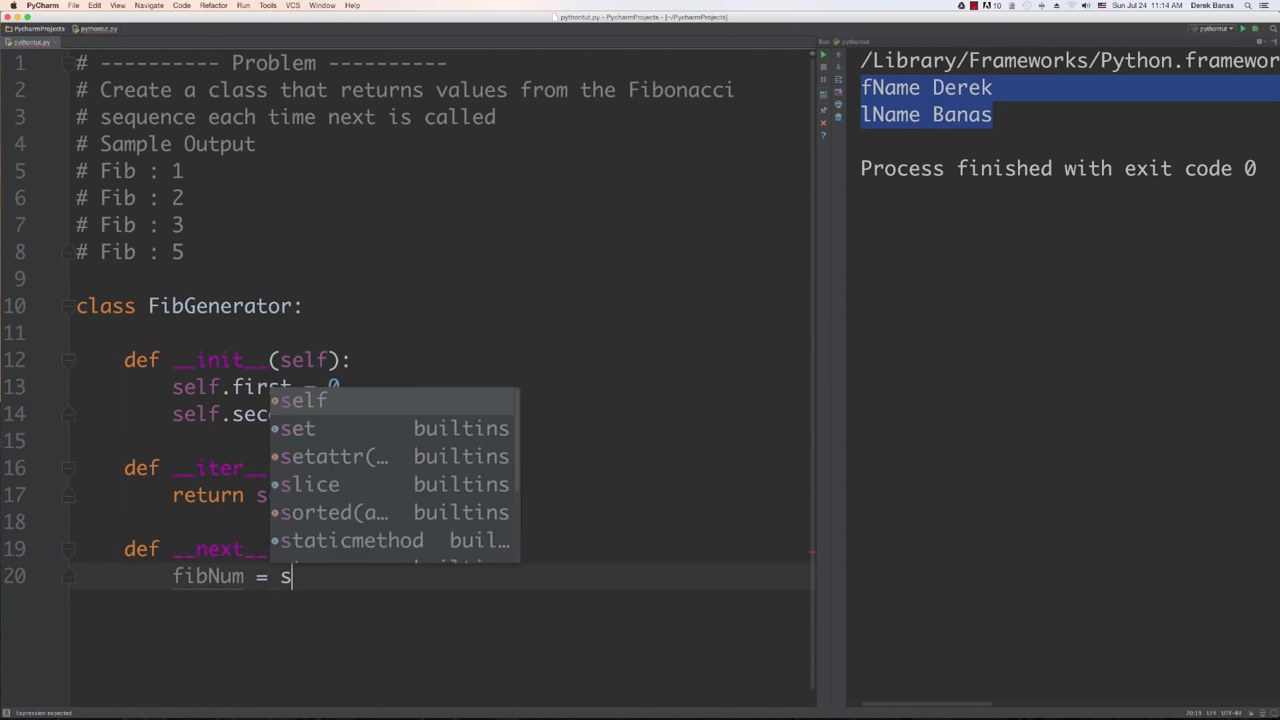 PyCharm File Edit View Navigate Code Refactor Run Tools VCS Window Help 10 Sun Jul 24 11:14 AM Derek Banas
pythontut.py - PycharmProjects - [~/PycharmProjects]
PycharmProjects pythontut.py pythontut
pythontut.py
Run: pythontut
1 # ---------- Problem ----------
2 # Create a class that returns values from the Fibonacci
3 # sequence each time next is called
4 # Sample Output
5 # Fib : 1
6 # Fib : 2
7 # Fib : 3
8 # Fib : 5
9
10 class FibGenerator:
11
12 def __init__(self):
13 self.first = 0
14 self.sec
15
16 def __iter__
17 return s
18
19 def __next__
20 fibNum = s
self
set builtins
setattr(… builtins
slice builtins
sorted(a… builtins
staticmethod buil…
/Library/Frameworks/Python.framewor
fName Derek
lName Banas
Process finished with exit code 0
Expression expected
20:19 LF≠ UTF-8≠